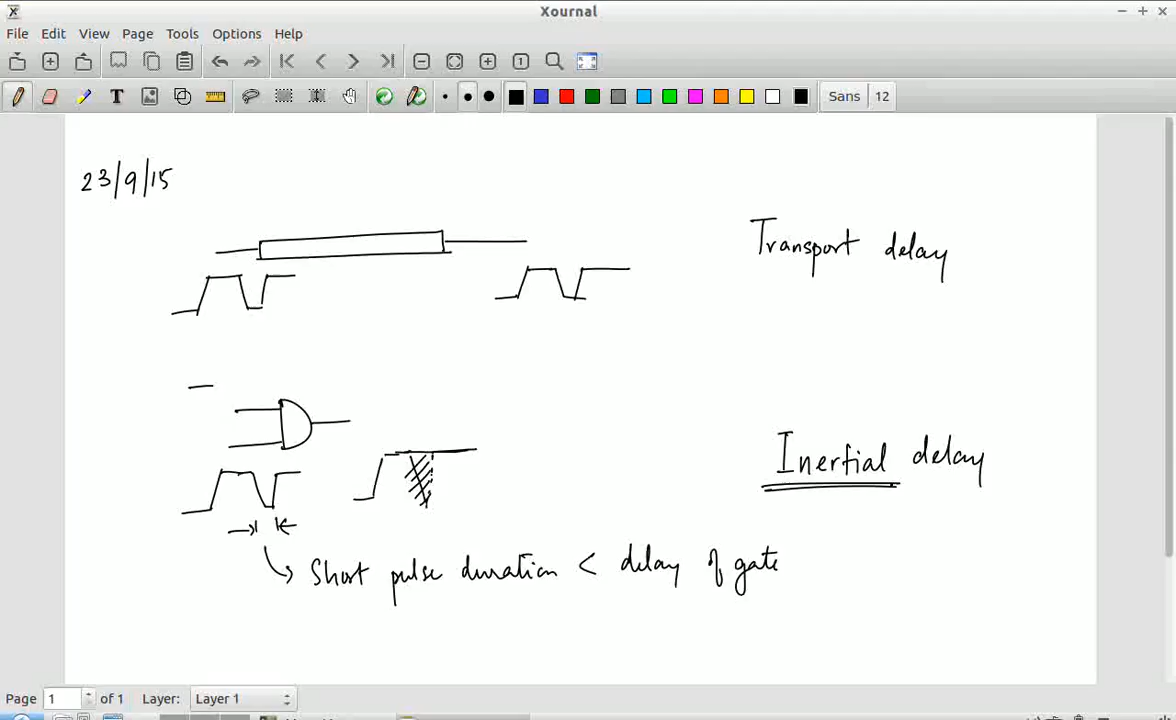 Xournal
File Edit View Page Tools Options Help
Sans 12
23/9/15
Transport delay
Inertial delay
Short pulse duration < delay of gate
Page 1 of 1 Layer: Layer 1